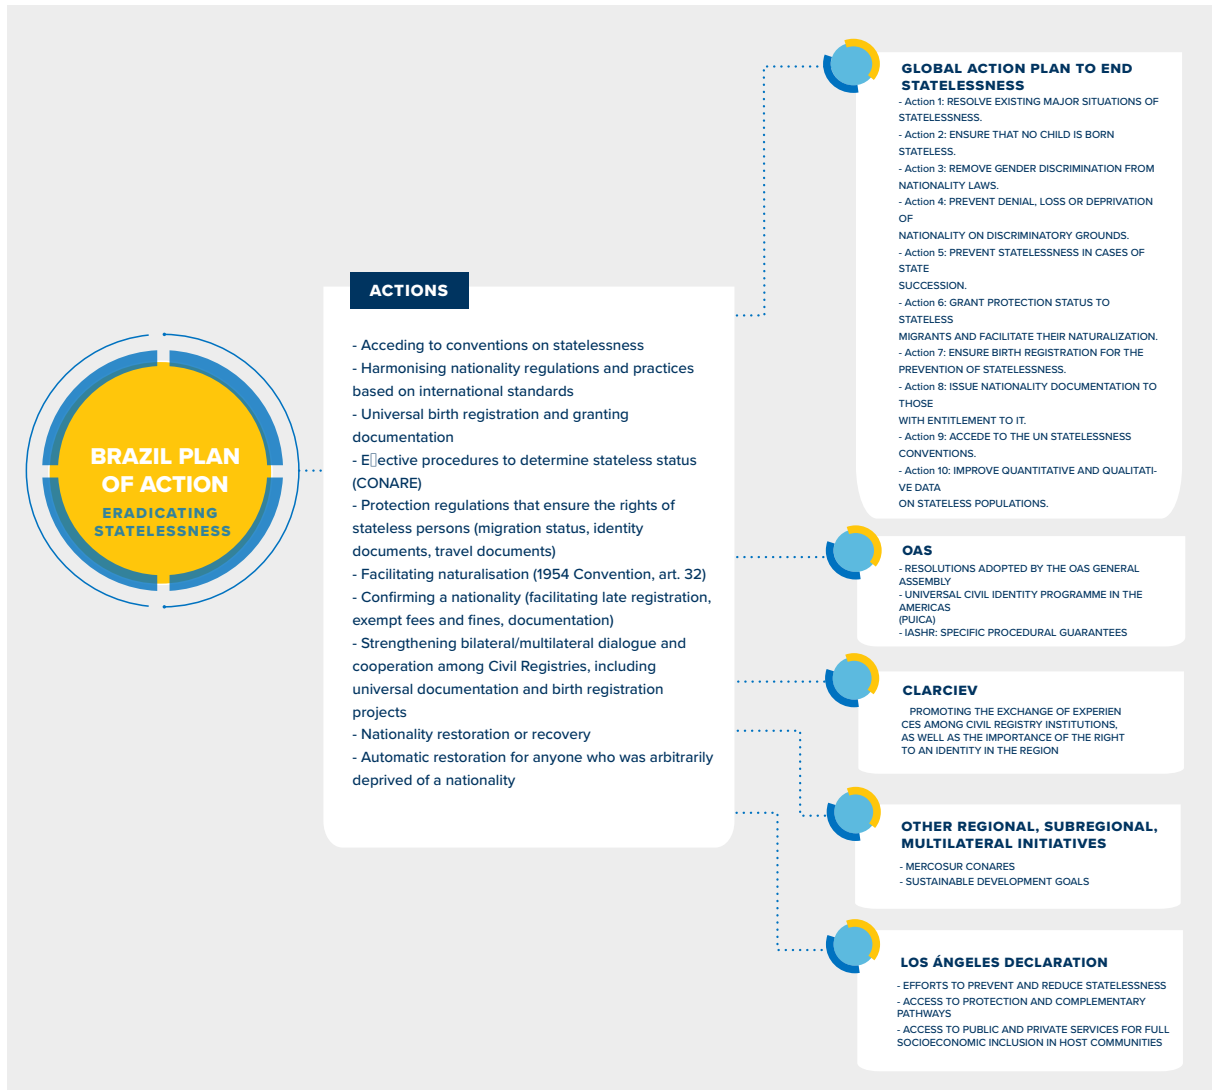 BRAZIL PLAN
OF ACTION
ERADICATING
STATELESSNESS
ACTIONS
- Acceding to conventions on statelessness
- Harmonising nationality regulations and practices
based on international standards
- Universal birth registration and granting
documentation
- E▯ective procedures to determine stateless status
(CONARE)
- Protection regulations that ensure the rights of
stateless persons (migration status, identity
documents, travel documents)
- Facilitating naturalisation (1954 Convention, art. 32)
- Confirming a nationality (facilitating late registration,
exempt fees and fines, documentation)
- Strengthening bilateral/multilateral dialogue and
cooperation among Civil Registries, including
universal documentation and birth registration
projects
- Nationality restoration or recovery
- Automatic restoration for anyone who was arbitrarily
deprived of a nationality
GLOBAL ACTION PLAN TO END
STATELESSNESS
- Action 1: RESOLVE EXISTING MAJOR SITUATIONS OF
STATELESSNESS.
- Action 2: ENSURE THAT NO CHILD IS BORN
STATELESS.
- Action 3: REMOVE GENDER DISCRIMINATION FROM
NATIONALITY LAWS.
- Action 4: PREVENT DENIAL, LOSS OR DEPRIVATION
OF
NATIONALITY ON DISCRIMINATORY GROUNDS.
- Action 5: PREVENT STATELESSNESS IN CASES OF
STATE
SUCCESSION.
- Action 6: GRANT PROTECTION STATUS TO
STATELESS
MIGRANTS AND FACILITATE THEIR NATURALIZATION.
- Action 7: ENSURE BIRTH REGISTRATION FOR THE
PREVENTION OF STATELESSNESS.
- Action 8: ISSUE NATIONALITY DOCUMENTATION TO
THOSE
WITH ENTITLEMENT TO IT.
- Action 9: ACCEDE TO THE UN STATELESSNESS
CONVENTIONS.
- Action 10: IMPROVE QUANTITATIVE AND QUALITATI-
VE DATA
ON STATELESS POPULATIONS.
OAS
- RESOLUTIONS ADOPTED BY THE OAS GENERAL
ASSEMBLY
- UNIVERSAL CIVIL IDENTITY PROGRAMME IN THE
AMERICAS
(PUICA)
- IASHR: SPECIFIC PROCEDURAL GUARANTEES
CLARCIEV
PROMOTING THE EXCHANGE OF EXPERIEN
CES AMONG CIVIL REGISTRY INSTITUTIONS,
AS WELL AS THE IMPORTANCE OF THE RIGHT
TO AN IDENTITY IN THE REGION
OTHER REGIONAL, SUBREGIONAL,
MULTILATERAL INITIATIVES
- MERCOSUR CONARES
- SUSTAINABLE DEVELOPMENT GOALS
LOS ÁNGELES DECLARATION
- EFFORTS TO PREVENT AND REDUCE STATELESSNESS
- ACCESS TO PROTECTION AND COMPLEMENTARY
PATHWAYS
- ACCESS TO PUBLIC AND PRIVATE SERVICES FOR FULL
SOCIOECONOMIC INCLUSION IN HOST COMMUNITIES